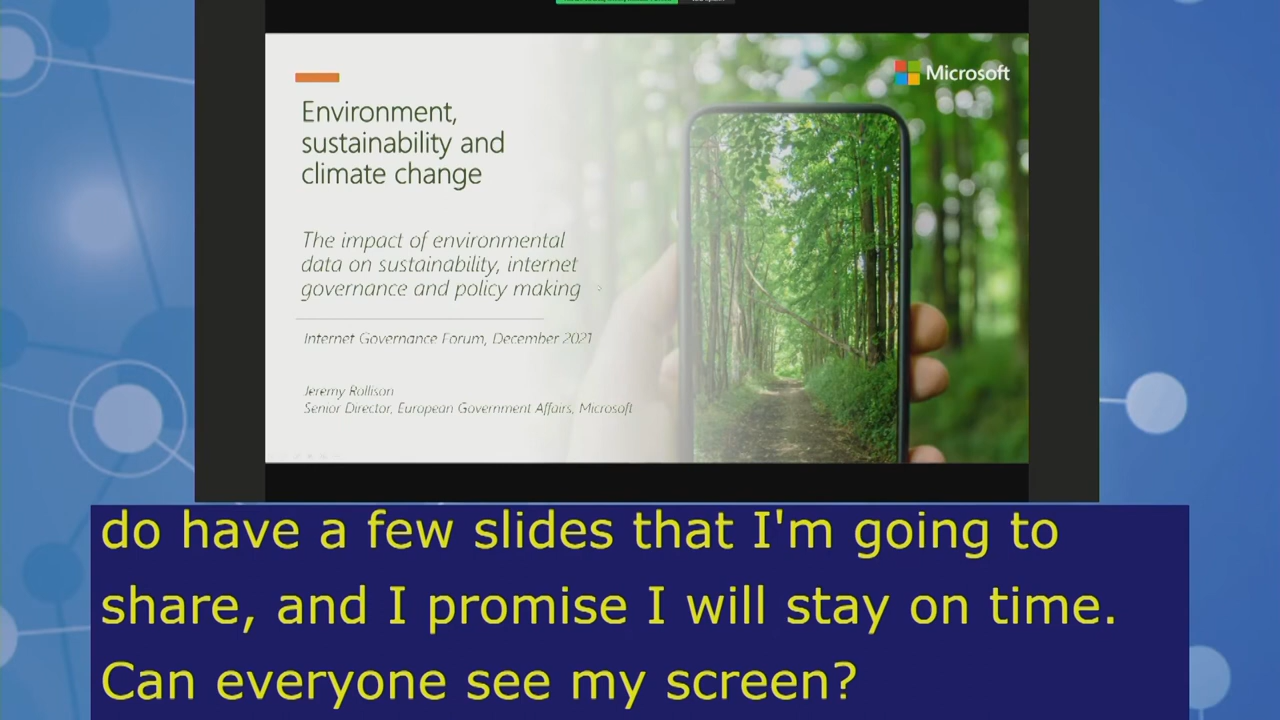 Microsoft
Environment,
sustainability and
climate change
The impact of environmental
data on sustainability, internet
governance and policy making
Internet Governance Forum, December 2021
Jeremy Rollison
Senior Director, European Government Affairs, Microsoft
do have a few slides that I'm going to
share, and I promise I will stay on time.
Can everyone see my screen?